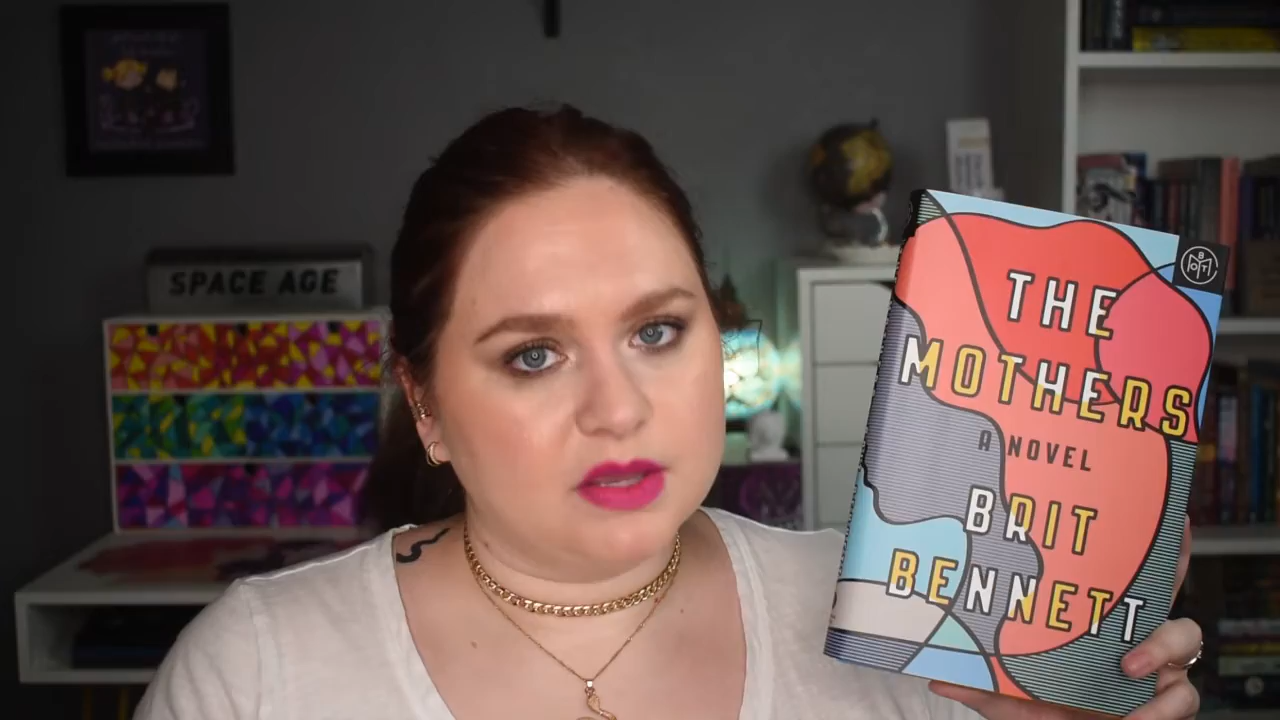 SPACE AGE
THE
MOTHERS
A NOVEL
BRIT
BENNETT